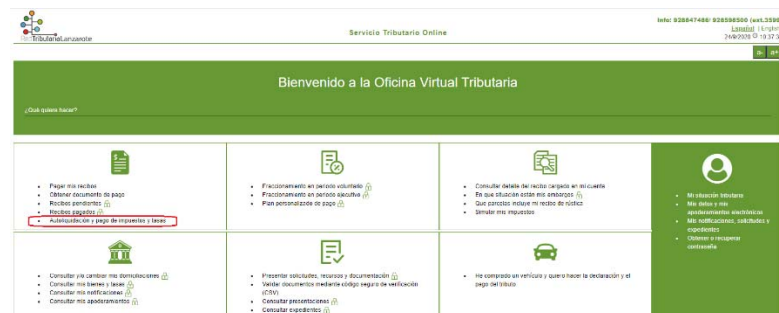 Info: 928847486/ 928598500 (ext.3590
Español | English
RedTributariaLanzarote
Servicio Tributario Online
a- a+
Bienvenido a la Oficina Virtual Tributaria
¿Qué quiere hacer?
Pagar mis recibos
Obtener documento de pago
Recibos pendientes
Recibos pagados
Autoliquidación y pago de impuestos y tasas
Fraccionamiento en periodo voluntario
Fraccionamiento en periodo ejecutivo
Plan personalizado de pago
Consultar detalle del recibo cargado en mi cuenta
En que situación están mis embargos
Que parcelas incluye mi recibo de rústica
Simular mis impuestos
Mi situación tributaria
Mis datos y mis
apoderamientos electrónicos
Mis notificaciones, solicitudes y
expedientes
Obtener o recuperar
contraseña
Consultar y/o cambiar mis domiciliaciones
Consultar mis bienes y tasas
Consultar mis notificaciones
Consultar mis apoderamientos
Presentar solicitudes, recursos y documentación
Validar documentos mediante código seguro de verificación
(CSV)
Consultar presentaciones
Consultar expedientes
He comprado un vehículo y quiero hacer la declaración y el
pago del tributo